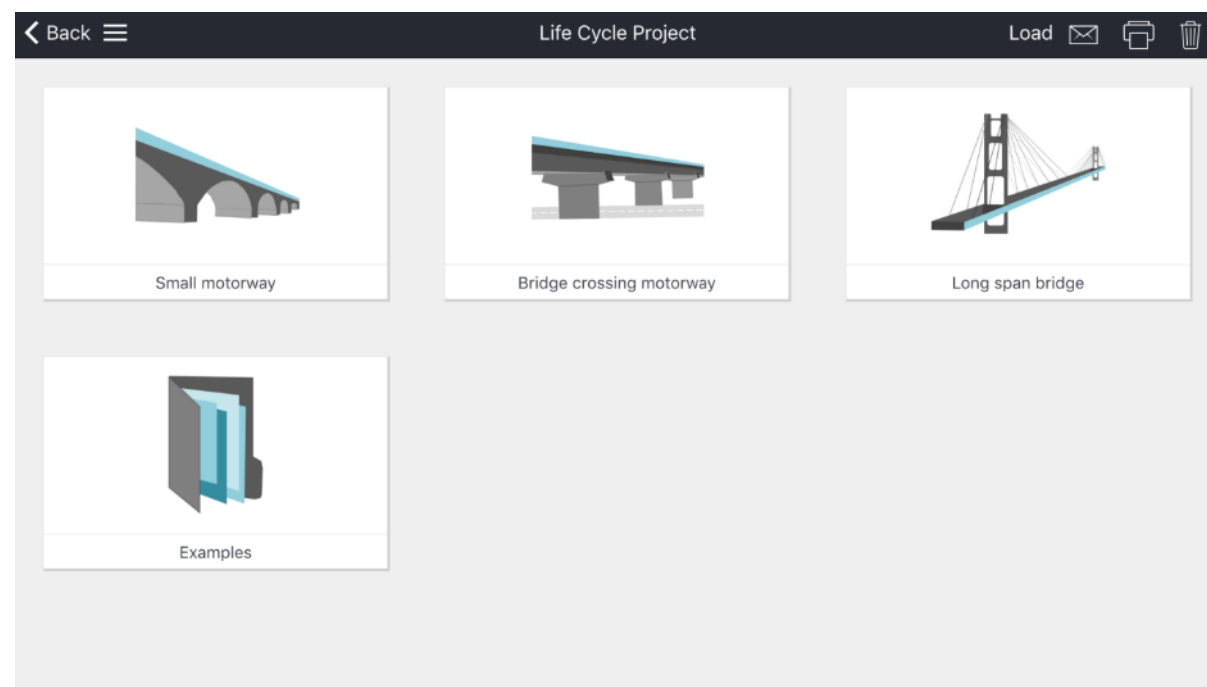 Back
Life Cycle Project
Load
Small motorway
Bridge crossing motorway
Long span bridge
Examples